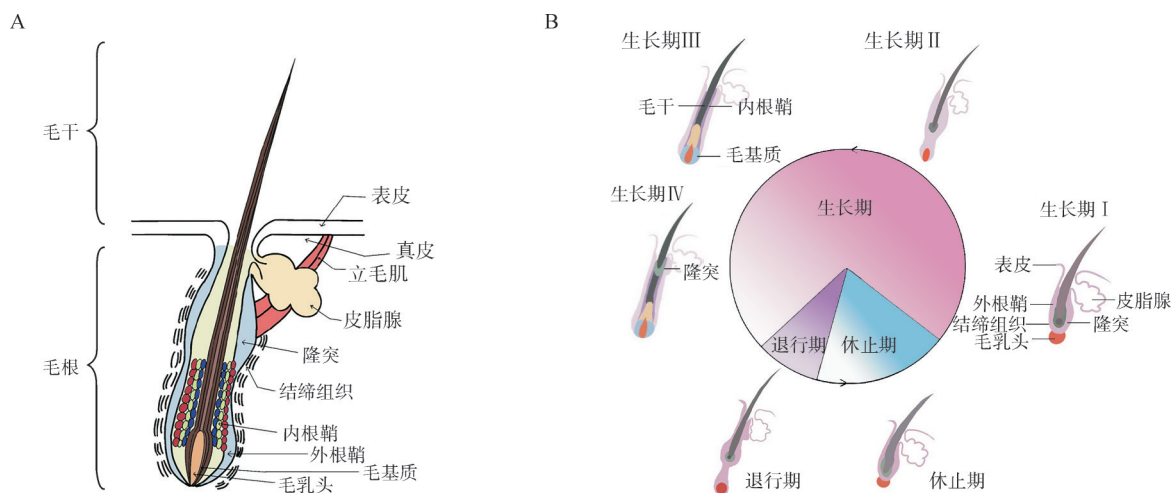 A
毛干
毛根
表皮
真皮
立毛肌
皮脂腺
隆突
结缔组织
内根鞘
外根鞘
毛基质
毛乳头
B
生长期Ⅲ
生长期Ⅱ
毛干
内根鞘
毛基质
生长期Ⅳ
隆突
生长期
退行期
休止期
生长期Ⅰ
表皮
外根鞘
皮脂腺
结缔组织
隆突
毛乳头
退行期
休止期